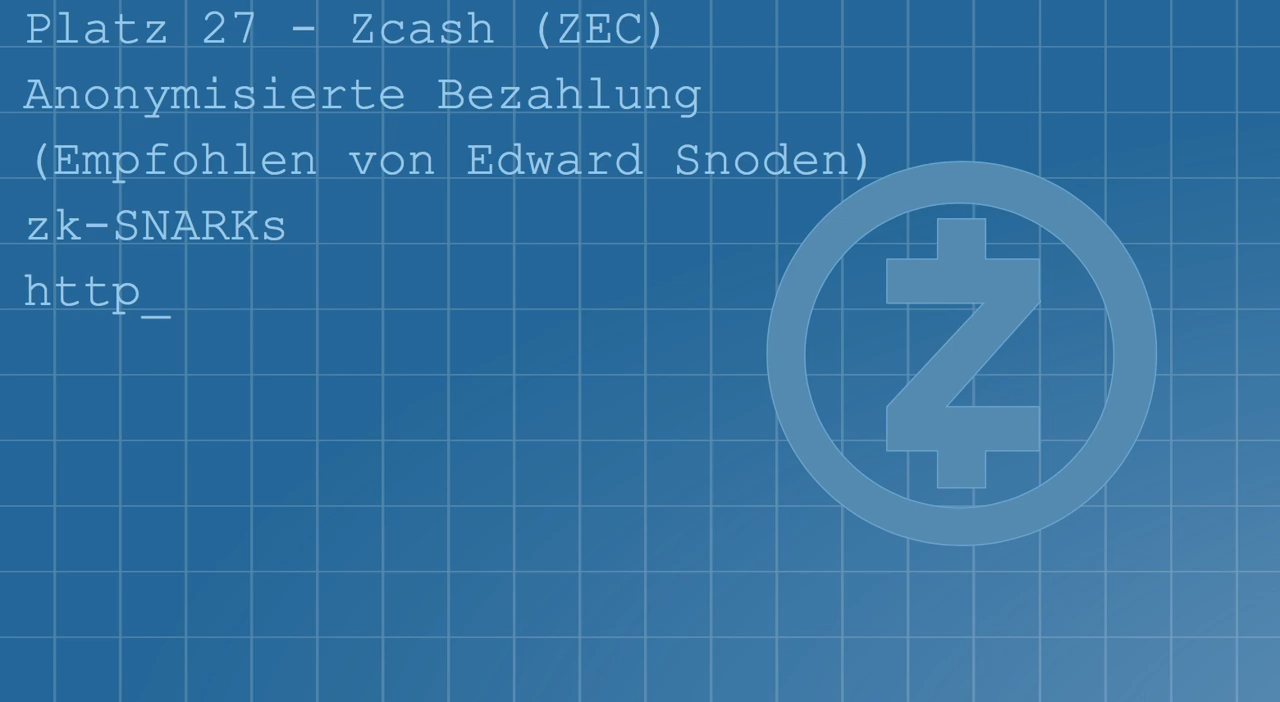 Platz 27 - Zcash (ZEC)
Anonymisierte Bezahlung
(Empfohlen von Edward Snoden)
zk-SNARKs
http_